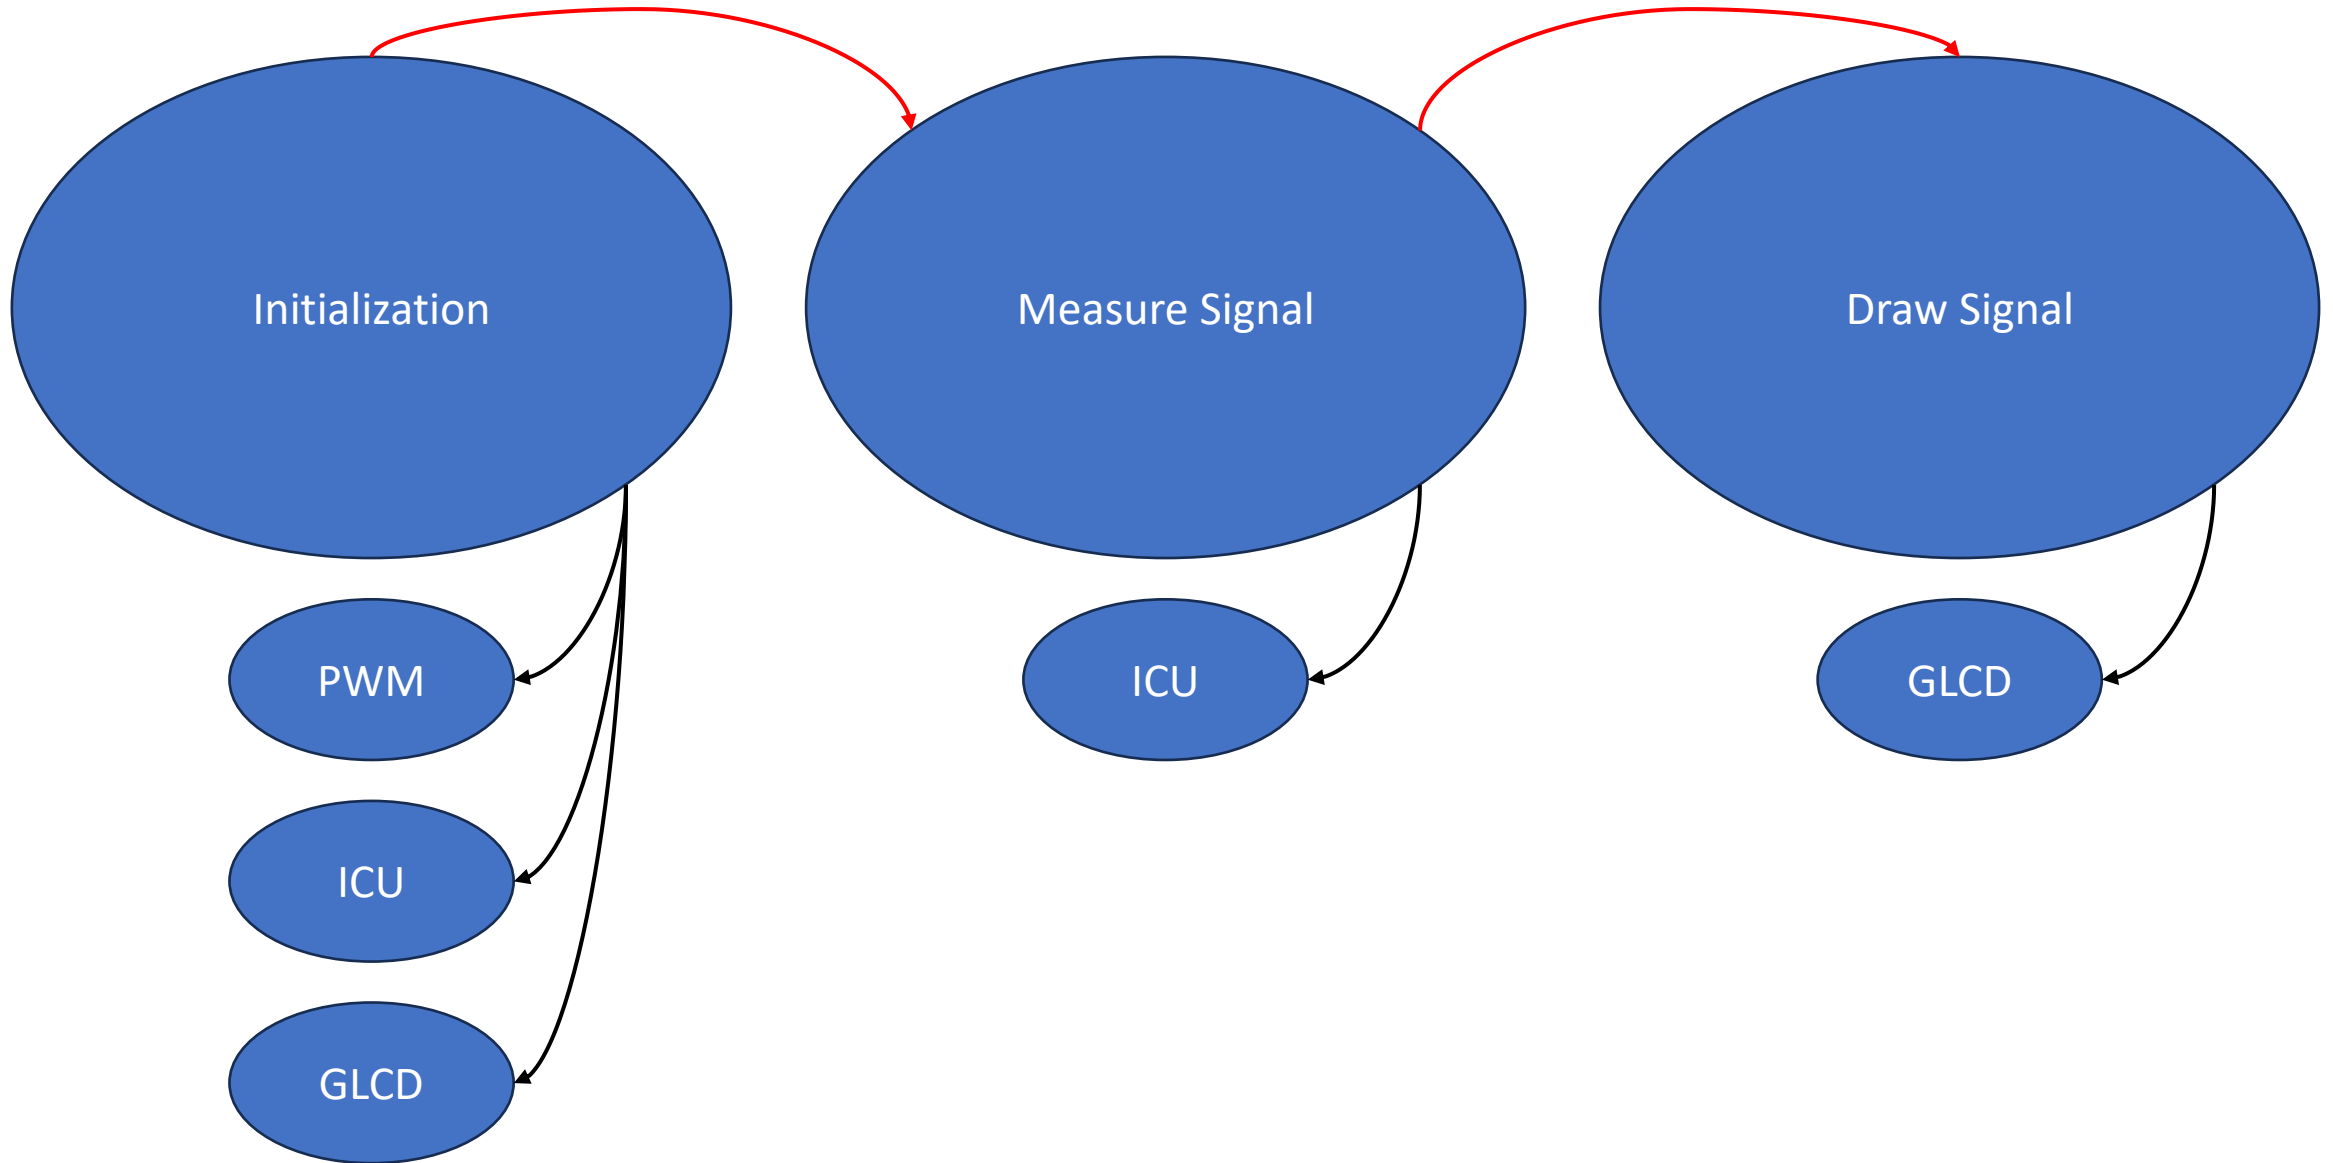 Initialization
Measure Signal
Draw Signal
PWM
ICU
GLCD
ICU
GLCD